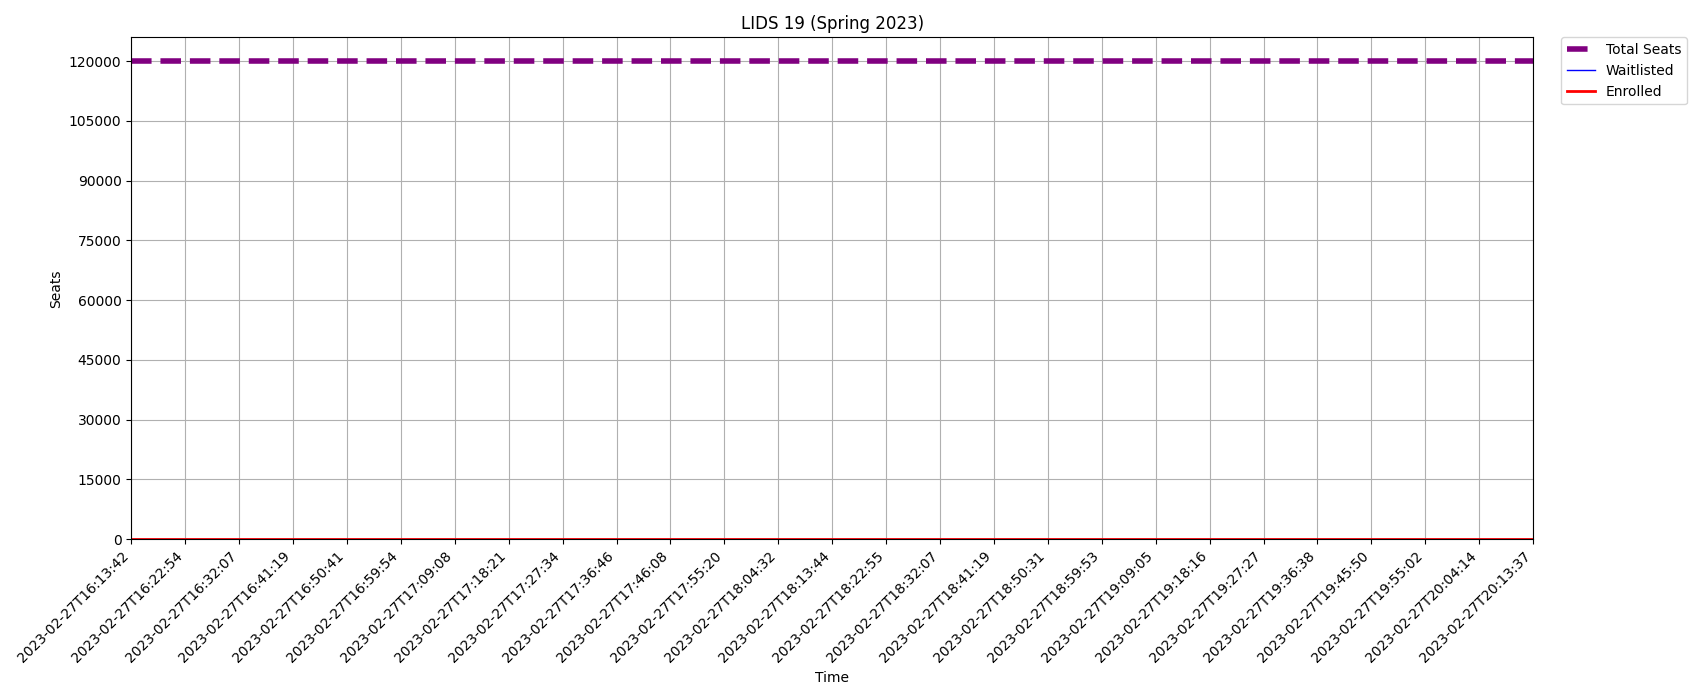 LIDS 19 (Spring 2023)
Total Seats
Waitlisted
Enrolled
Seats
120000
105000
90000
75000
60000
45000
30000
15000
0
2023-02-27T16:13:42
2023-02-27T16:22:54
2023-02-27T16:32:07
2023-02-27T16:41:19
2023-02-27T16:50:41
2023-02-27T16:59:54
2023-02-27T17:09:08
2023-02-27T17:18:21
2023-02-27T17:27:34
2023-02-27T17:36:46
2023-02-27T17:46:08
2023-02-27T17:55:20
2023-02-27T18:04:32
2023-02-27T18:13:44
2023-02-27T18:22:55
2023-02-27T18:32:07
2023-02-27T18:41:19
2023-02-27T18:50:31
2023-02-27T18:59:53
2023-02-27T19:09:05
2023-02-27T19:18:16
2023-02-27T19:27:27
2023-02-27T19:36:38
2023-02-27T19:45:50
2023-02-27T19:55:02
2023-02-27T20:04:14
2023-02-27T20:13:37
Time